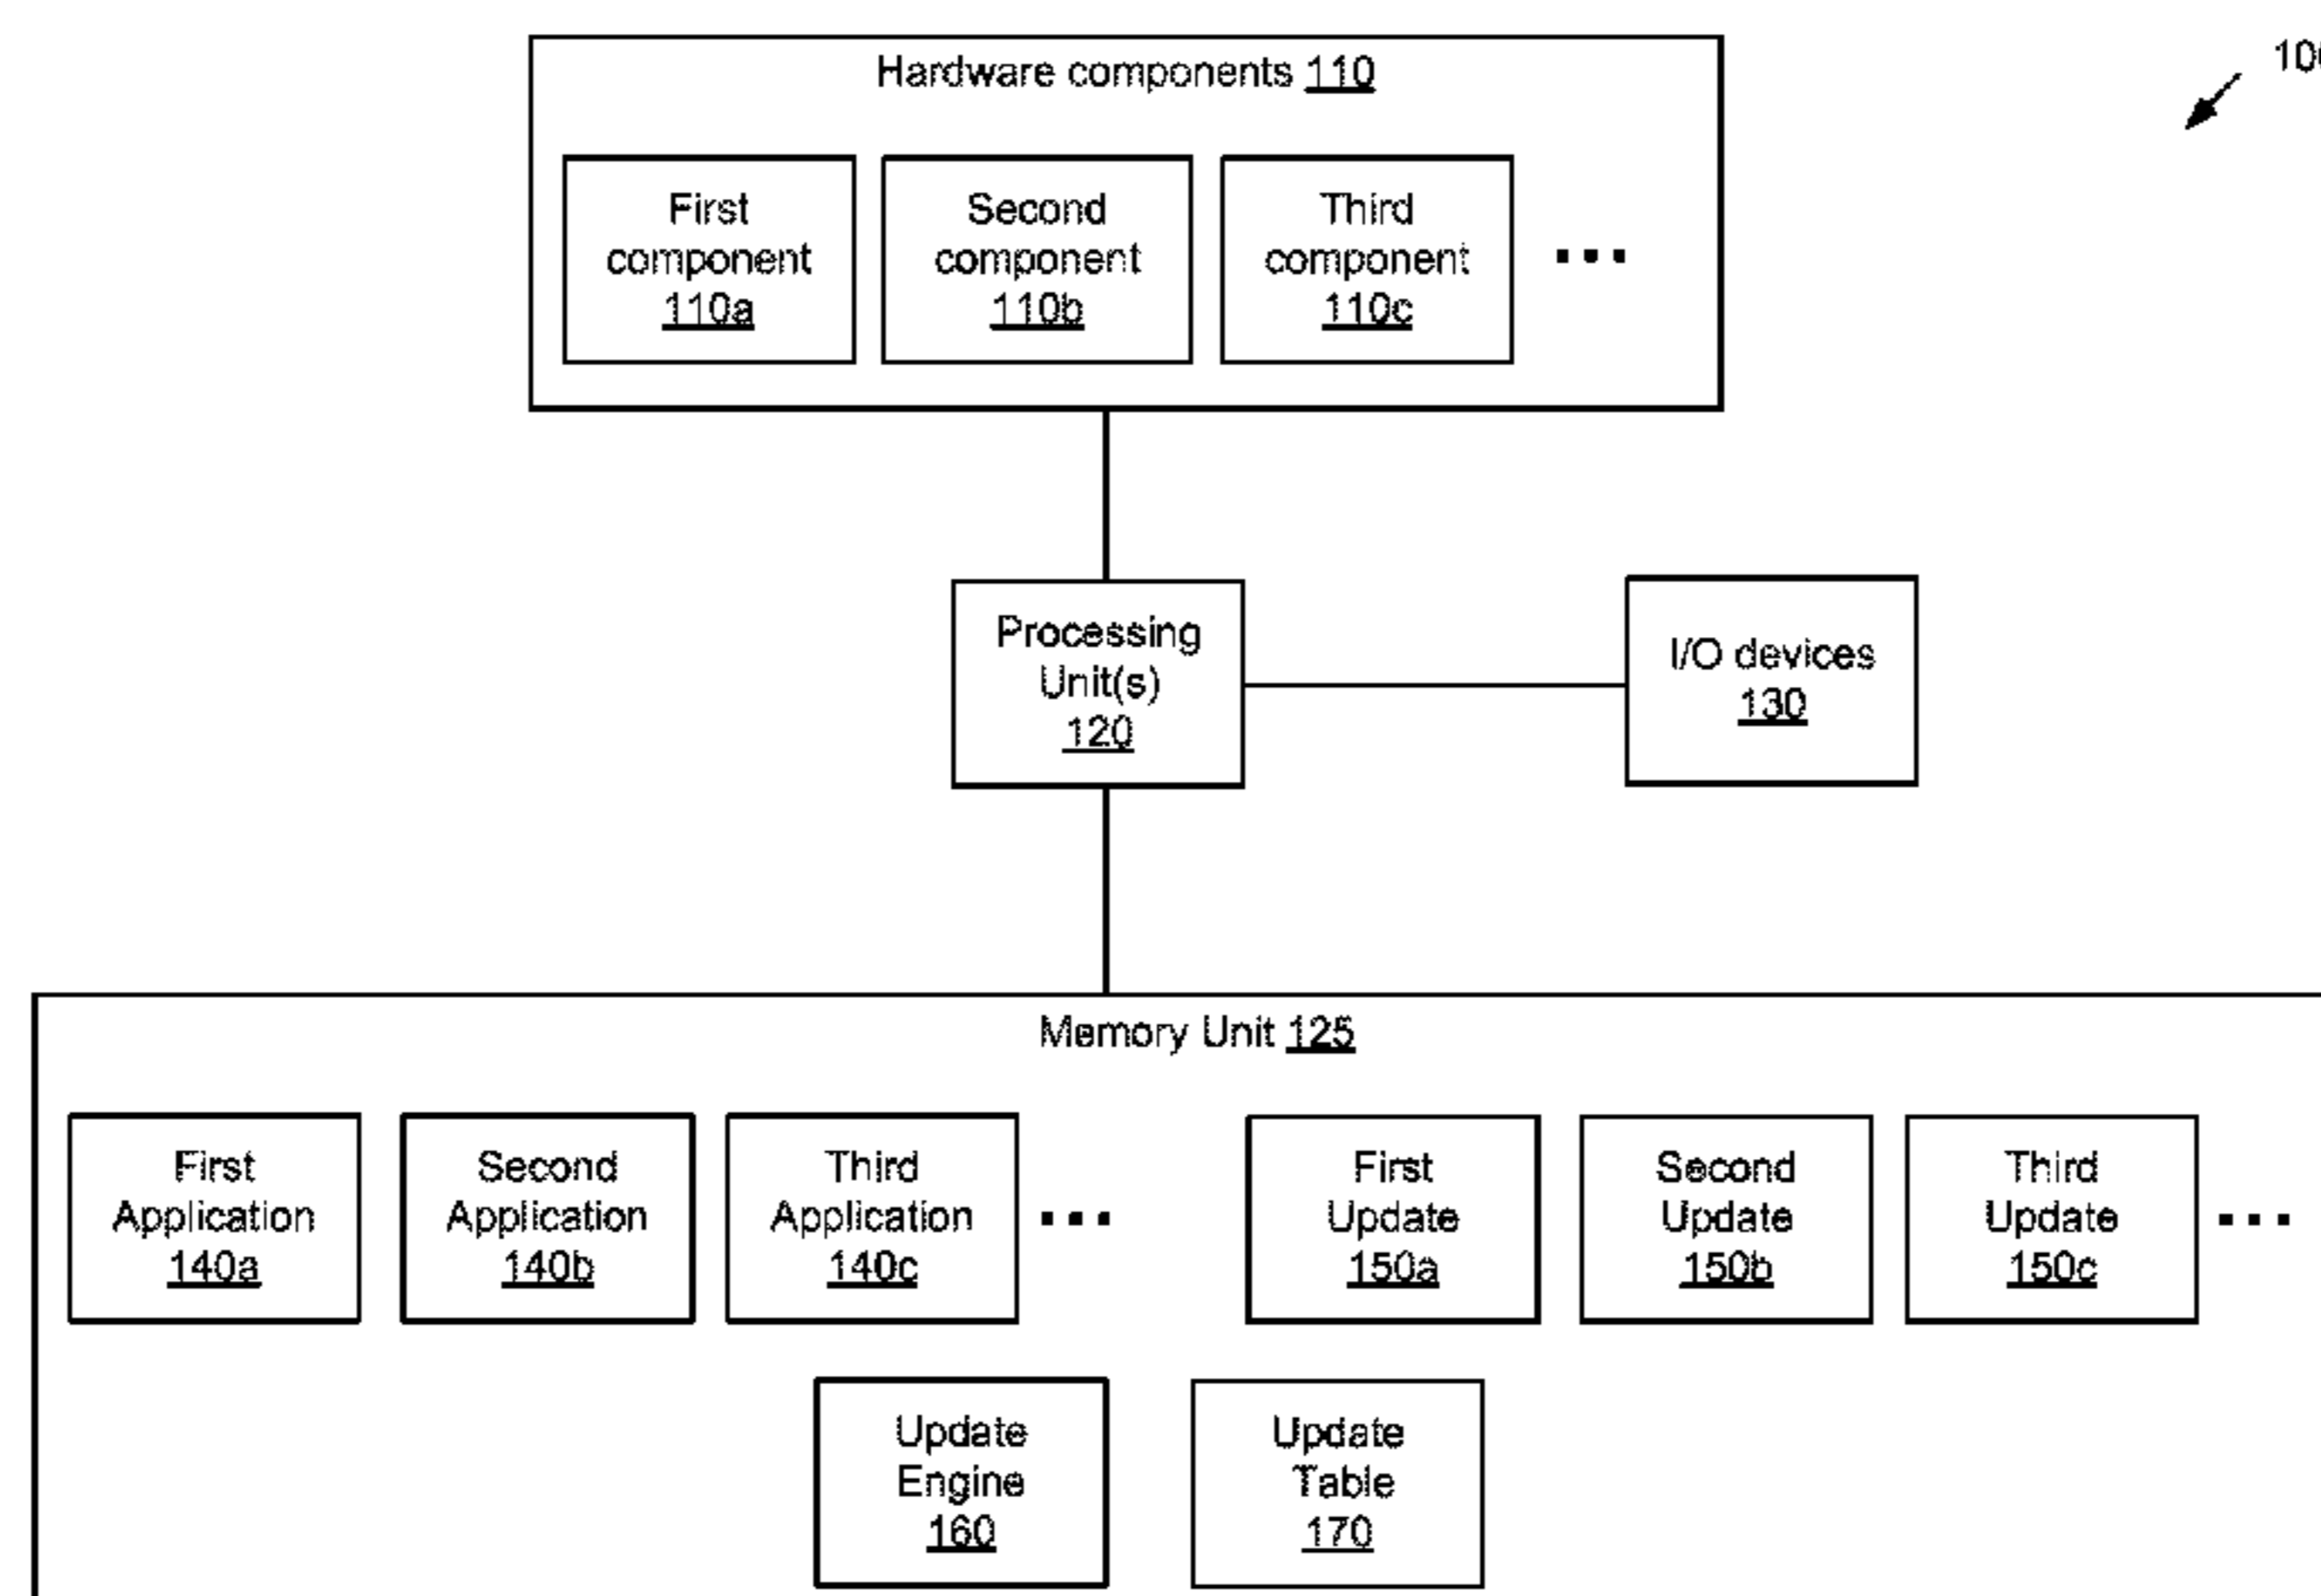 Hardware components 110
First
component
110a
Second
component
110b
Third
component
110c
...
Processing
Unit(s)
120
I/O devices
130
Memory Unit 125
First
Application
140a
Second
Application
140b
Third
Application
140c
...
First
Update
150a
Second
Update
150b
Third
Update
150c
...
Update
Engine
160
Update
Table
170